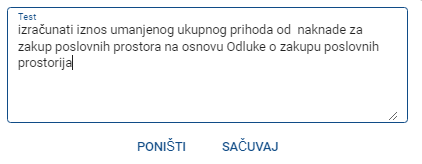 Test
izračunati iznos umanjenog ukupnog prihoda od  naknade za
zakup poslovnih prostora na osnovu Odluke o zakupu poslovnih
prostorija
PONIŠTI SAČUVAJ